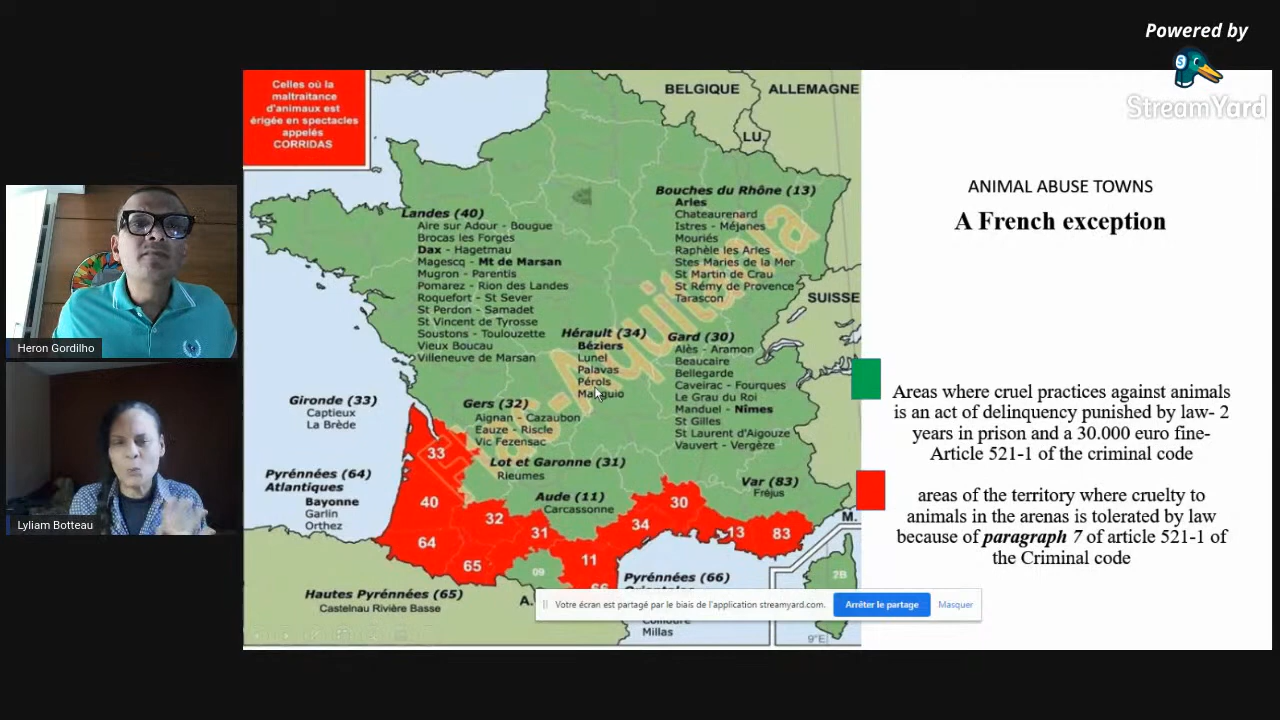 Powered by
StreamYard
Celles où la
maltraitance
d'animaux est
érigée en spectacles
appelés
CORRIDAS
BELGIQUE
ALLEMAGNE
LU.
SUISSE
ANIMAL ABUSE TOWNS
A French exception
Landes (40)
Aire sur Adour - Bougue
Brocas les Forges
Dax - Hagetmau
Magescq - Mt de Marsan
Mugron - Parentis
Pomarez - Rion des Landes
Roquefort - St Sever
St Perdon - Samadet
St Vincent de Tyrosse
Soustons - Toulouzette
Vieux Boucau
Villeneuve de Marsan
Bouches du Rhône (13)
Arles
Chateaurenard
Istres - Méjanes
Mouriés
Raphèle les Arles
Stes Maries de la Mer
St Martin de Crau
St Rémy de Provence
Tarascon
Hérault (34)
Béziers
Lunel
Palavas
Pérols
Gard (30)
Alès - Aramon
Beaucaire
Bellegarde
Caveirac - Fourques
Le Grau du Roi
Manduel - Nîmes
St Gilles
St Laurent d'Aigouze
Vauvert - Vergèze
Gironde (33)
Captieux
La Brède
Gers (32)
Aignan - Cazaubon
Eauze - Riscle
Vic Fezensac
Lot et Garonne (31)
Rieumes
Pyrénnées (64)
Atlantiques
Bayonne
Garlin
Orthez
Aude (11)
Carcassonne
Var (83)
Fréjus
33
40
64
32
65
31
09
11
34
30
13
83
66
M.
2B
9°E
Hautes Pyrénnées (65)
Castelnau Rivière Basse
A.
Pyrénnées (66)
Millas
Aquitania
Areas where cruel practices against animals
is an act of delinquency punished by law- 2
years in prison and a 30.000 euro fine-
Article 521-1 of the criminal code
areas of the territory where cruelty to
animals in the arenas is tolerated by law
because of paragraph 7 of article 521-1 of
the Criminal code
Votre écran est partagé par le biais de l'application streamyard.com.
Arrêter le partage
Masquer
Heron Gordilho
Lyliam Botteau